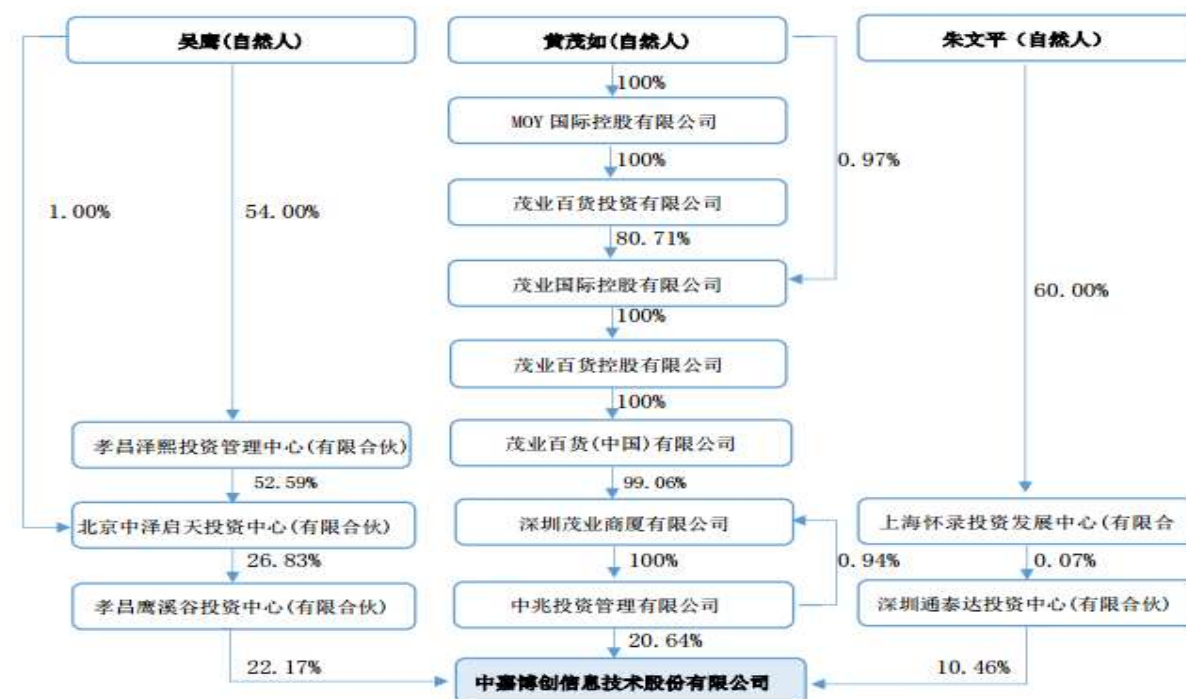 吴鹰(自然人)
黄茂如(自然人)
朱文平（自然人）
100%
MOY 国际控股有限公司
100%
0.97%
1.00%
54.00%
茂业百货投资有限公司
80.71%
茂业国际控股有限公司
60.00%
100%
茂业百货控股有限公司
100%
孝昌泽熙投资管理中心(有限合伙)
茂业百货(中国)有限公司
52.59%
99.06%
北京中泽启天投资中心(有限合伙)
深圳茂业商厦有限公司
上海怀录投资发展中心(有限合
26.83%
100%
0.94%
0.07%
孝昌鹰溪谷投资中心(有限合伙)
中兆投资管理有限公司
深圳通泰达投资中心(有限合伙)
20.64%
22.17%
10.46%
中嘉博创信息技术股份有限公司